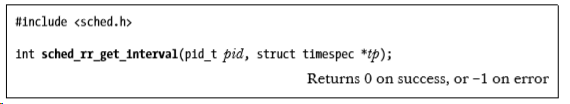 #include <sched.h>
int sched_rr_get_interval(pid_t pid, struct timespec *tp);
Returns 0 on success, or −1 on error